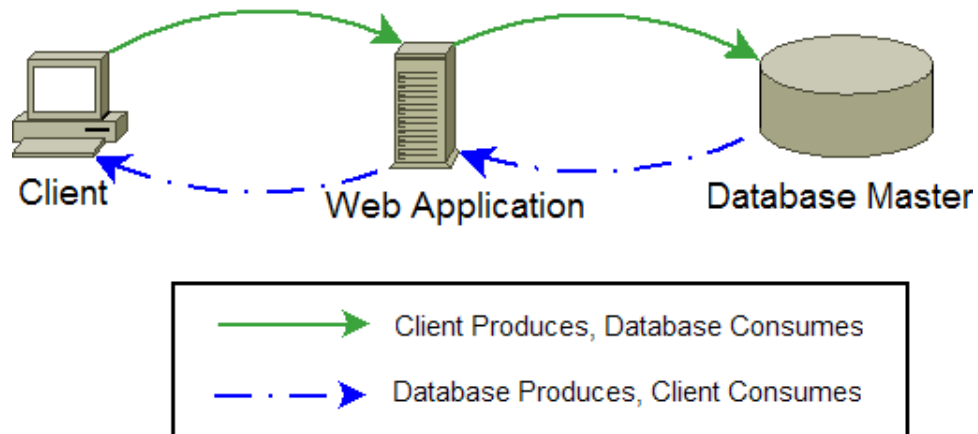 Client
Web Application
Database Master
Client Produces, Database Consumes
Database Produces, Client Consumes